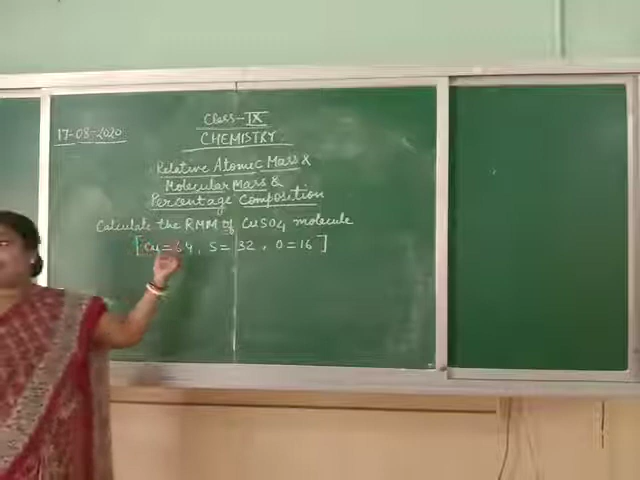 Class-IX
17-08-2020
CHEMISTRY
Relative Atomic Mass &
Molecular Mass &
Percentage Composition
Calculate the RMM of CuSO4 molecule
[Cu=64, S= 32, O=16]